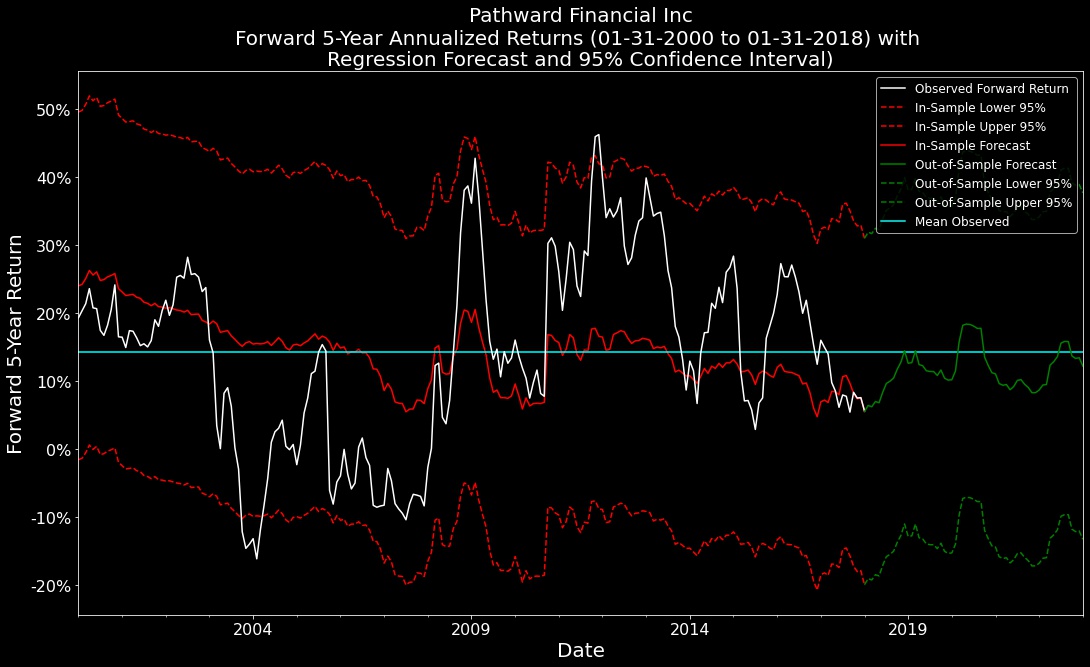 Pathward Financial Inc
Forward 5-Year Annualized Returns (01-31-2000 to 01-31-2018) with
Regression Forecast and 95% Confidence Interval)
Forward 5-Year Return
50%
40%
30%
20%
10%
0%
-10%
-20%
Observed Forward Return
In-Sample Lower 95%
In-Sample Upper 95%
In-Sample Forecast
Out-of-Sample Forecast
Out-of-Sample Lower 95%
Out-of-Sample Upper 95%
Mean Observed
2004
2009
2014
2019
Date